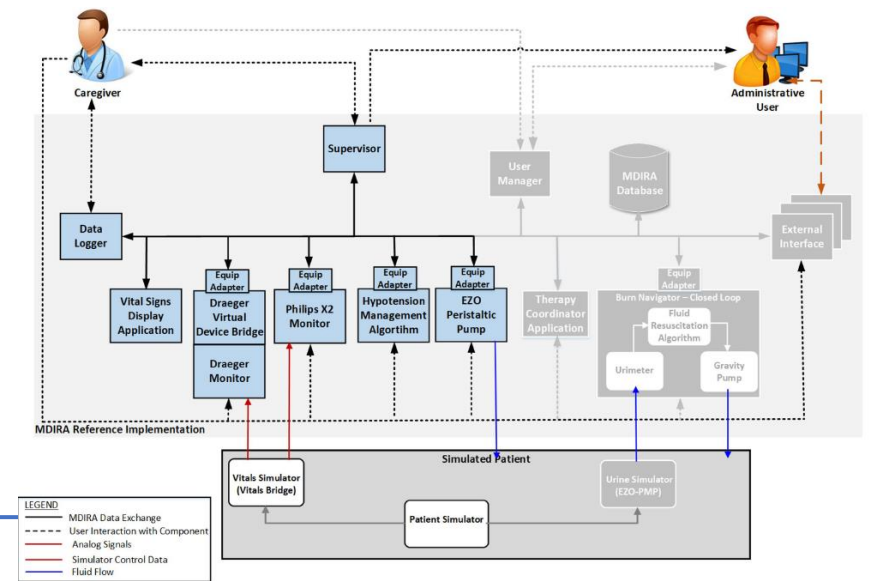 Caregiver
Administrative
User
Supervisor
User
Manager
MDIRA
Database
Data
Logger
External
Interface
Vital Signs
Display
Application
Equip
Adapter
Draeger
Virtual
Device Bridge
Draeger
Monitor
Equip
Adapter
Philips X2
Monitor
Equip
Adapter
Hypotension
Management
Algortihm
Equip
Adapter
EZO
Peristaltic
Pump
Therapy
Coordinator
Application
Equip
Adapter
Burn Navigator – Closed Loop
Fluid
Resuscitation
Algorithm
Urimeter
Gravity
Pump
MDIRA Reference Implementation
Simulated Patient
Vitals Simulator
(Vitals Bridge)
Patient Simulator
Urine Simulator
(EZO-PMP)
LEGEND
MDIRA Data Exchange
User Interaction with Component
Analog Signals
Simulator Control Data
Fluid Flow